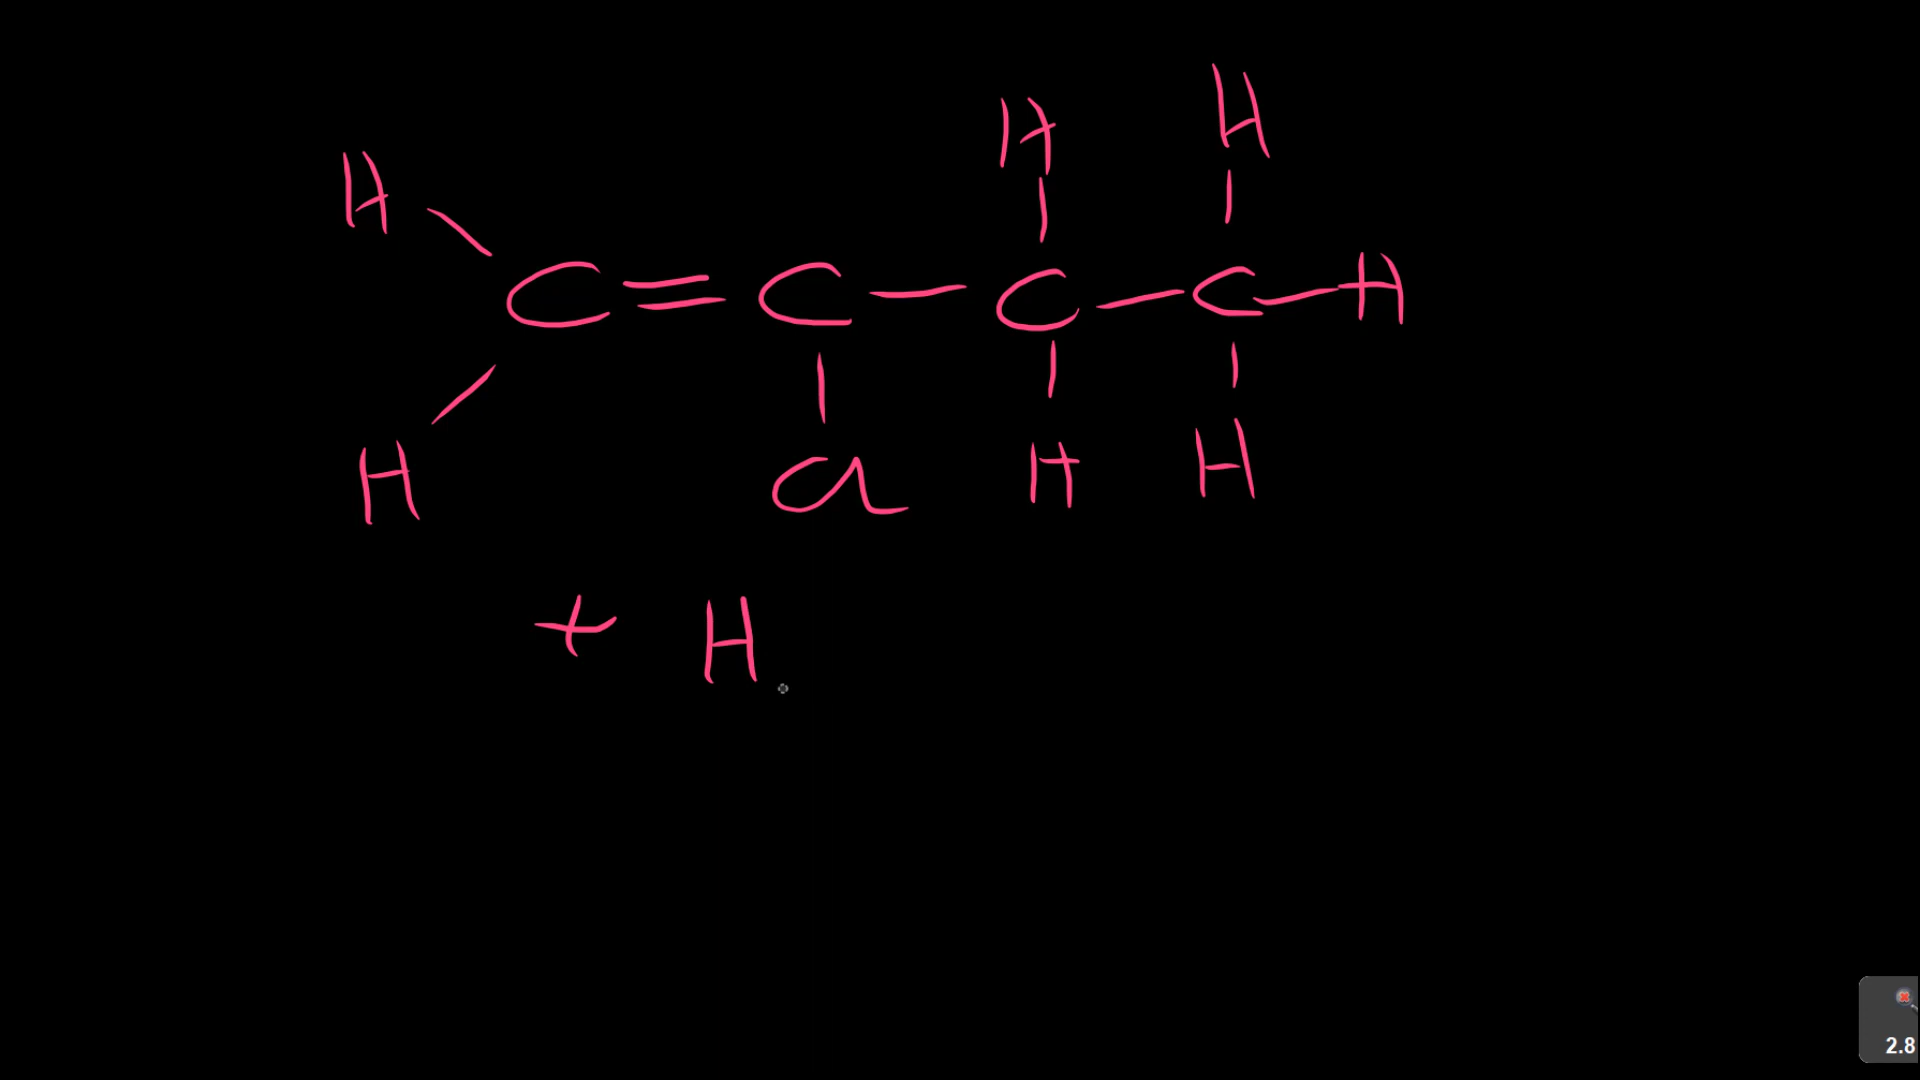 H H
H
C = C - C - C - H
H Cl H H
+ H
2.8